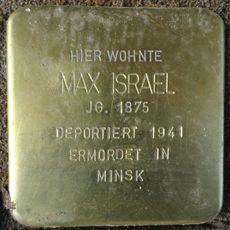 HIER WOHNTE
MAX ISRAEL
JG. 1875
DEPORTIERT 1941
ERMORDET IN
MINSK